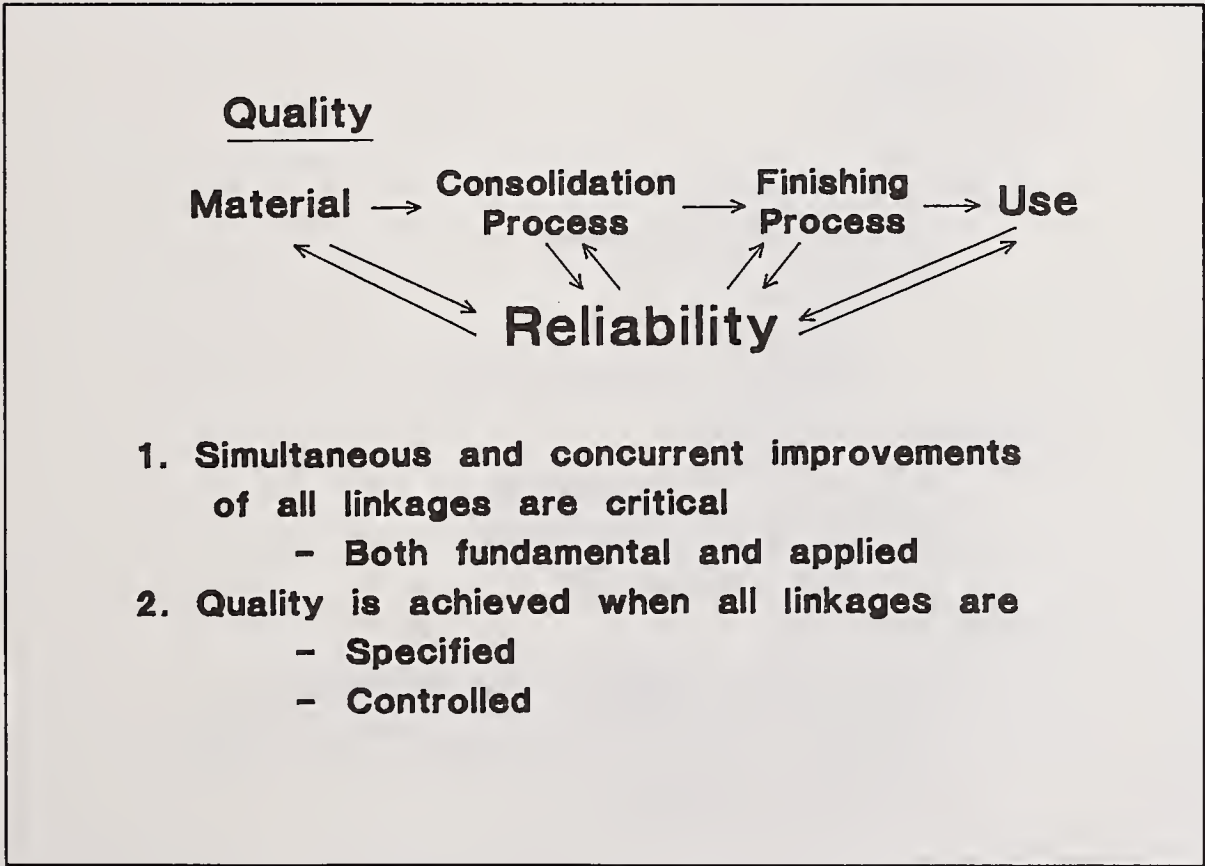 Quality
Material → Consolidation Process → Finishing Process → Use
Reliability
1. Simultaneous and concurrent improvements
of all linkages are critical
- Both fundamental and applied
2. Quality is achieved when all linkages are
- Specified
- Controlled